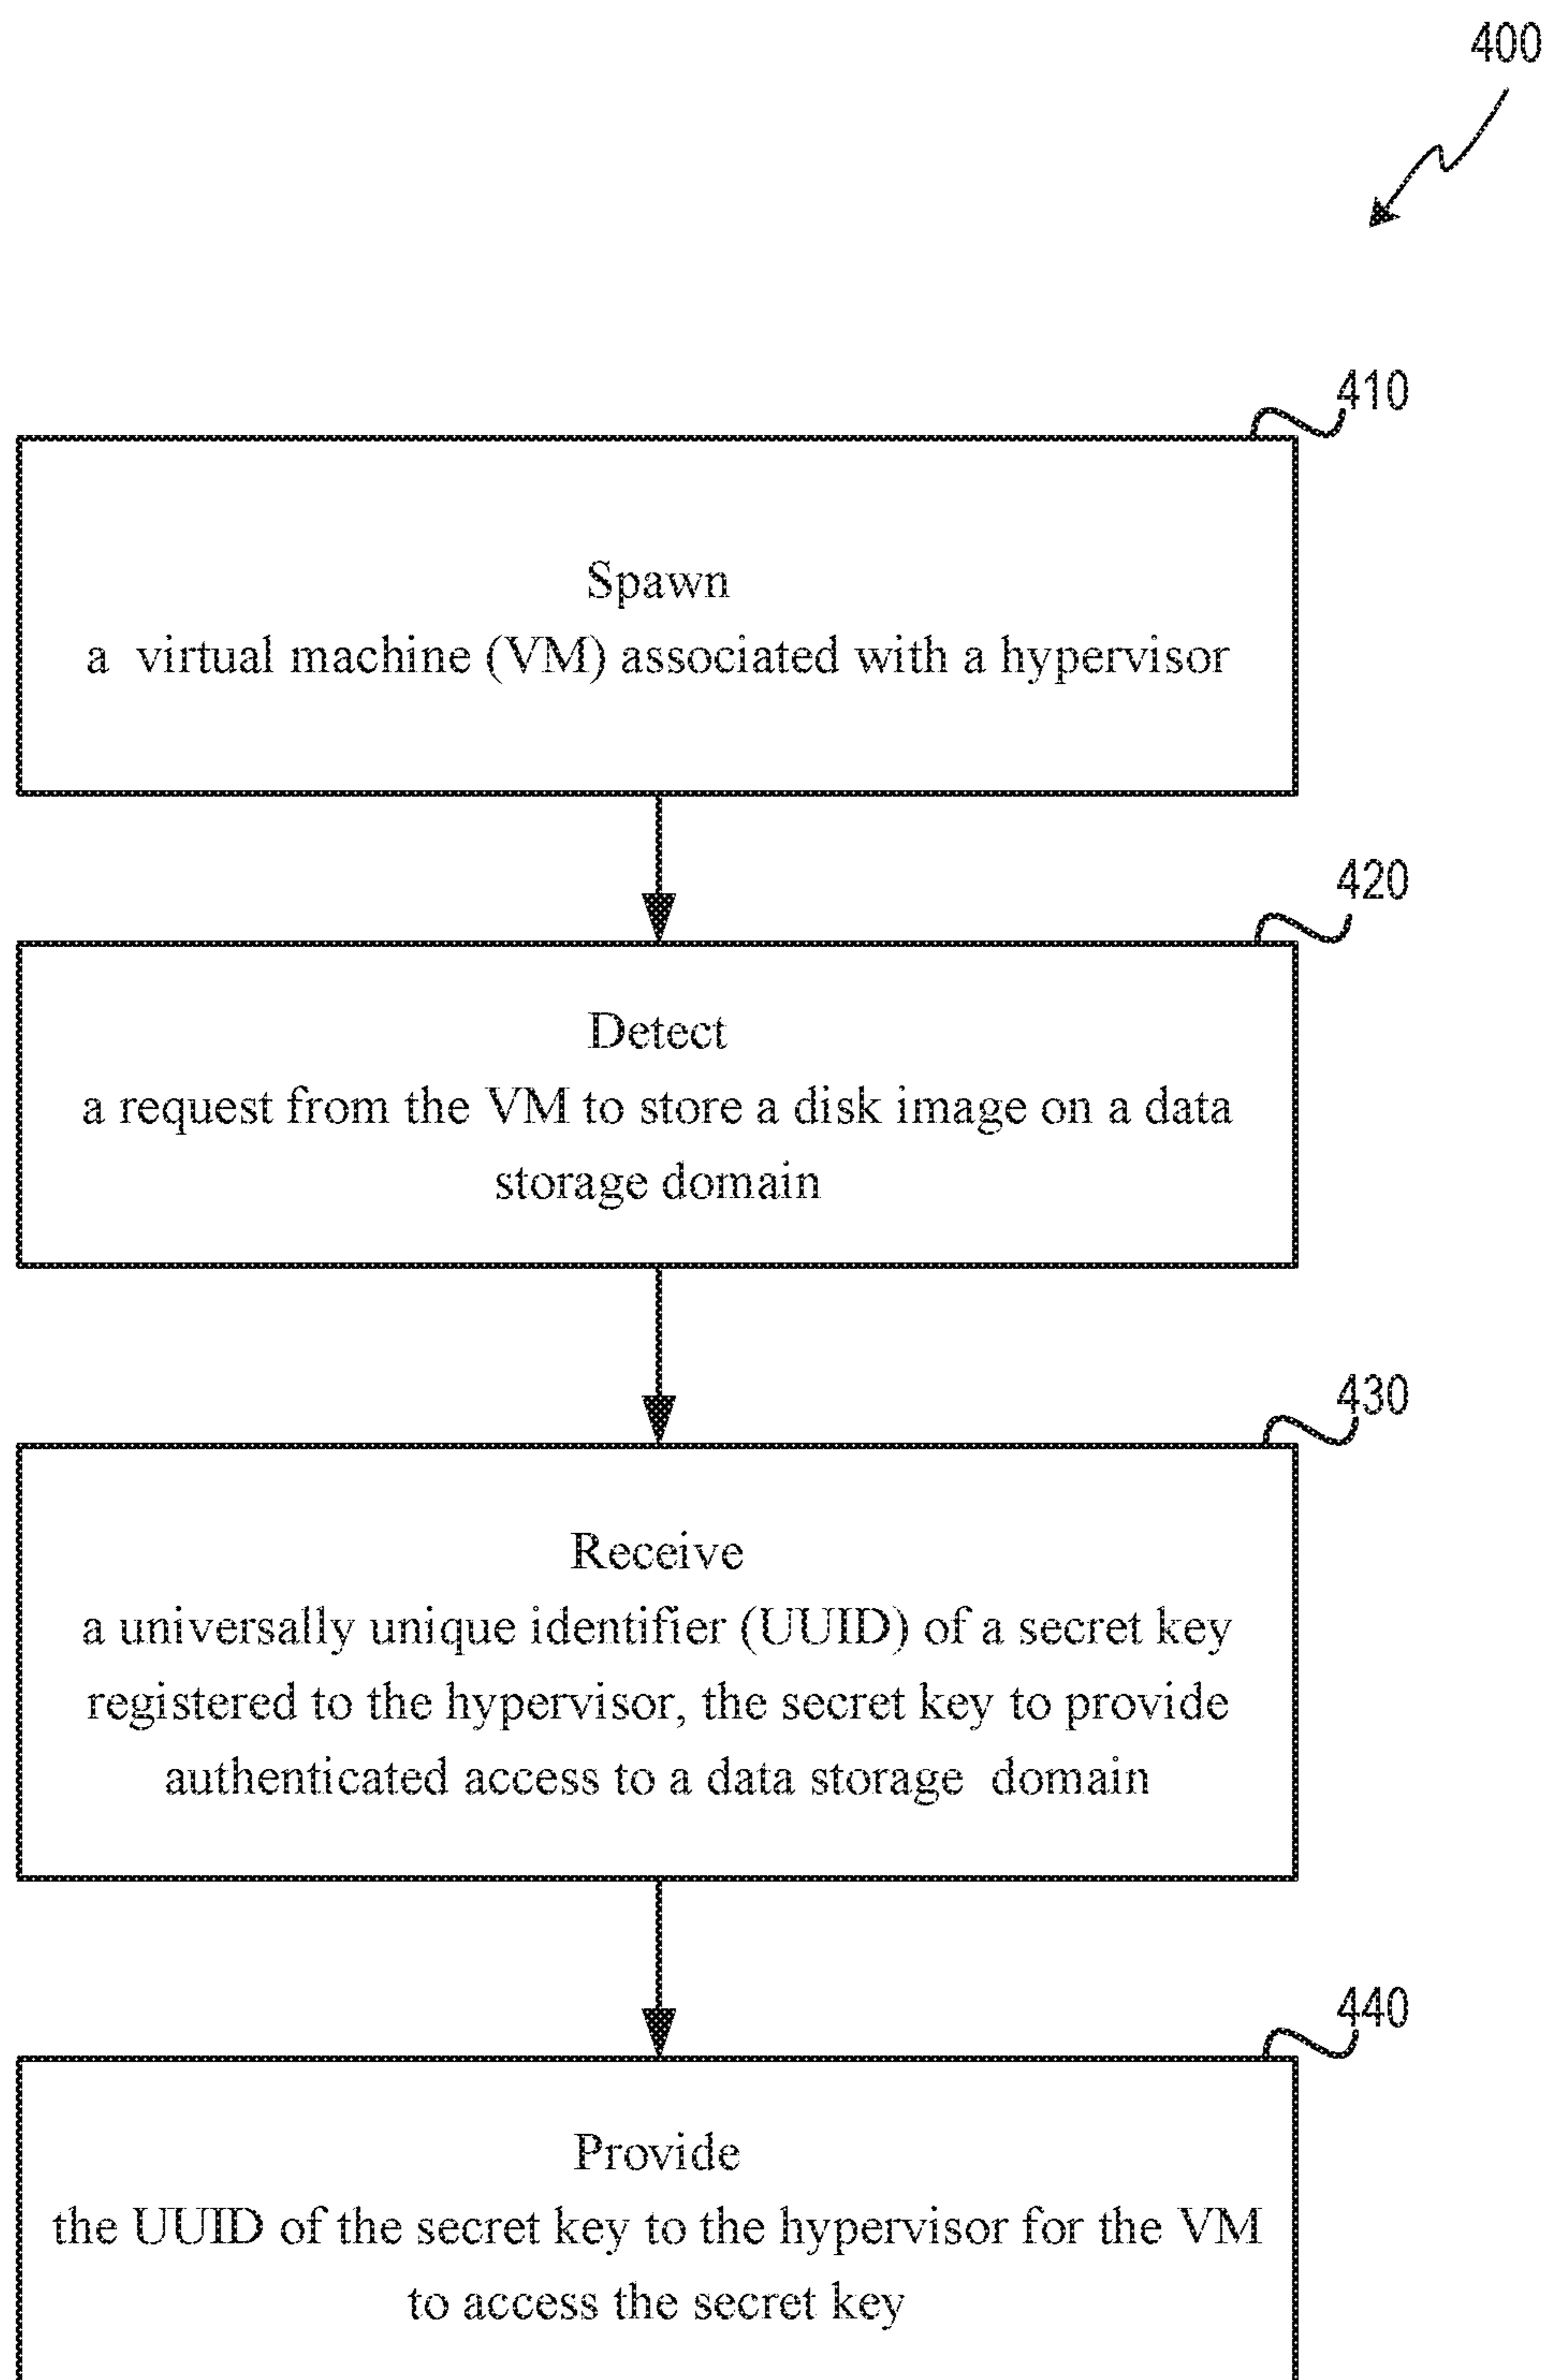 400
410
Spawn
a virtual machine (VM) associated with a hypervisor
420
Detect
a request from the VM to store a disk image on a data
storage domain
430
Receive
a universally unique identifier (UUID) of a secret key
registered to the hypervisor, the secret key to provide
authenticated access to a data storage domain
440
Provide
the UUID of the secret key to the hypervisor for the VM
to access the secret key